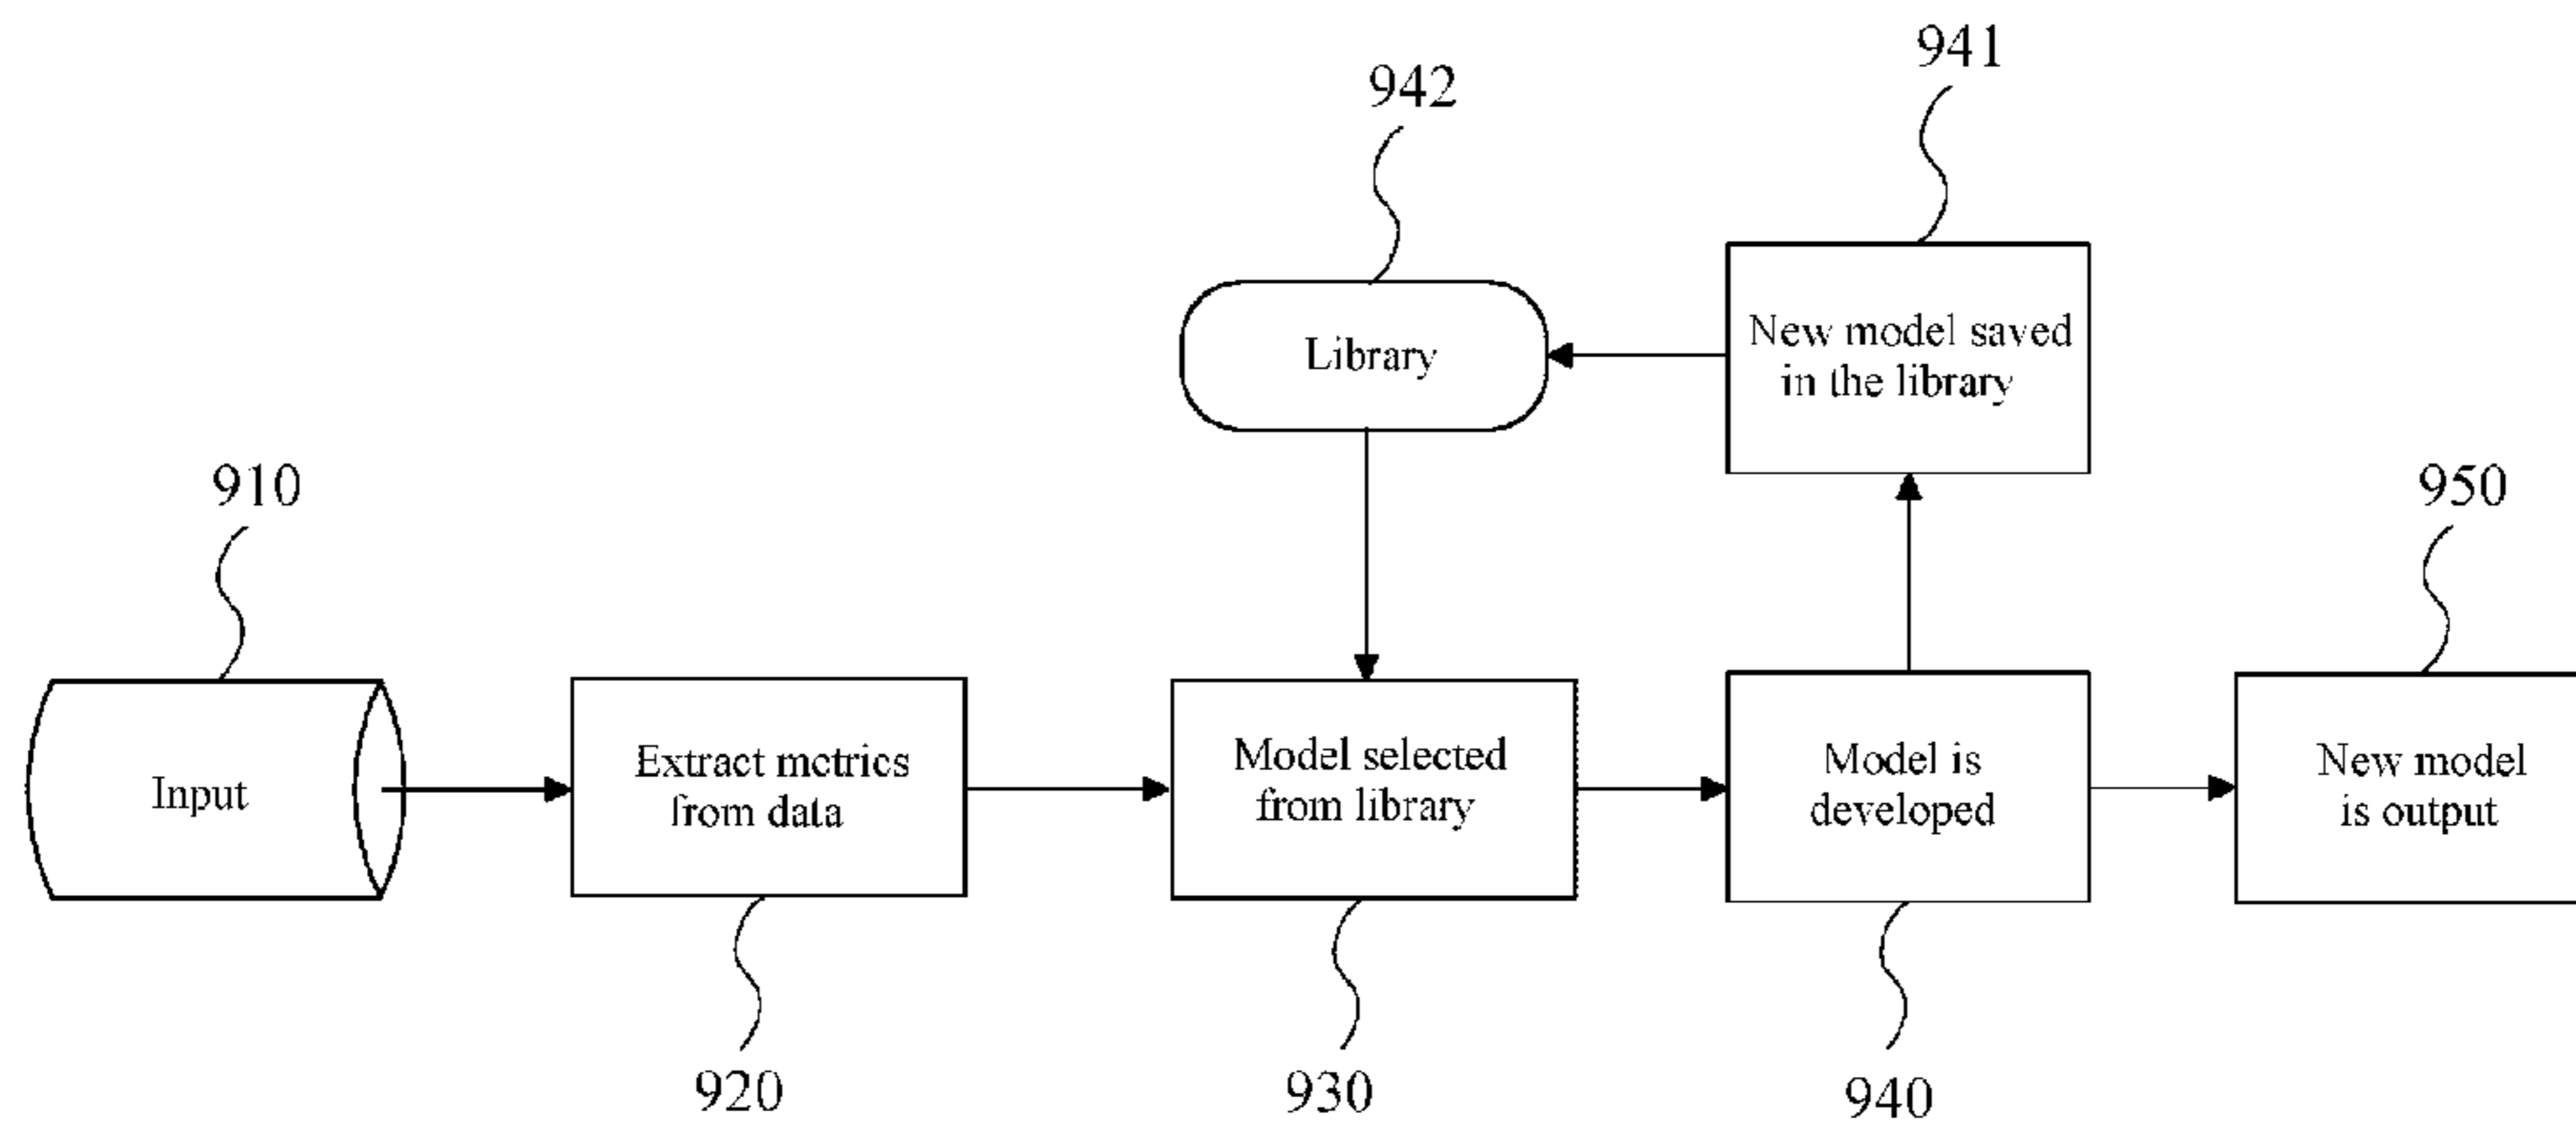 941
942
New model saved
in the library
Library
910
950
Input
Extract metrics
from data
Model selected
from library
Model is
developed
New model
is output
920
930
940